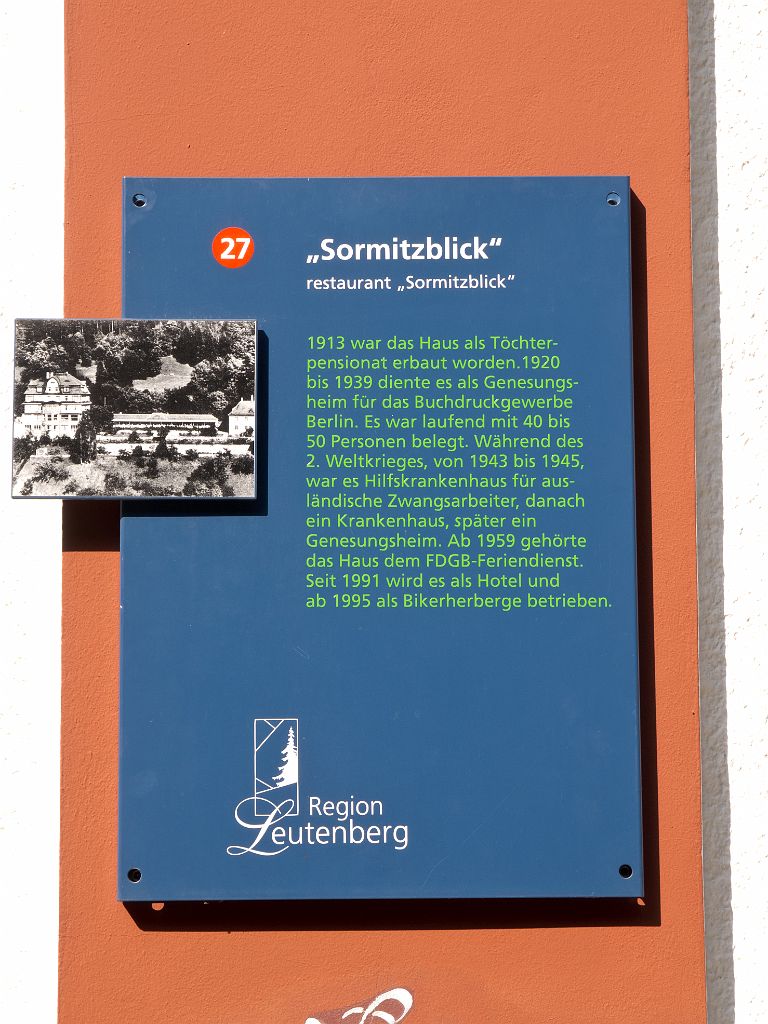 27
„Sormitzblick“
restaurant „Sormitzblick“
1913 war das Haus als Töchter-
pensionat erbaut worden.1920
bis 1939 diente es als Genesungs-
heim für das Buchdruckgewerbe
Berlin. Es war laufend mit 40 bis
50 Personen belegt. Während des
2. Weltkrieges, von 1943 bis 1945,
war es Hilfskrankenhaus für aus-
ländische Zwangsarbeiter, danach
ein Krankenhaus, später ein
Genesungsheim. Ab 1959 gehörte
das Haus dem FDGB-Feriendienst.
Seit 1991 wird es als Hotel und
ab 1995 als Bikerherberge betrieben.
Region
Leutenberg